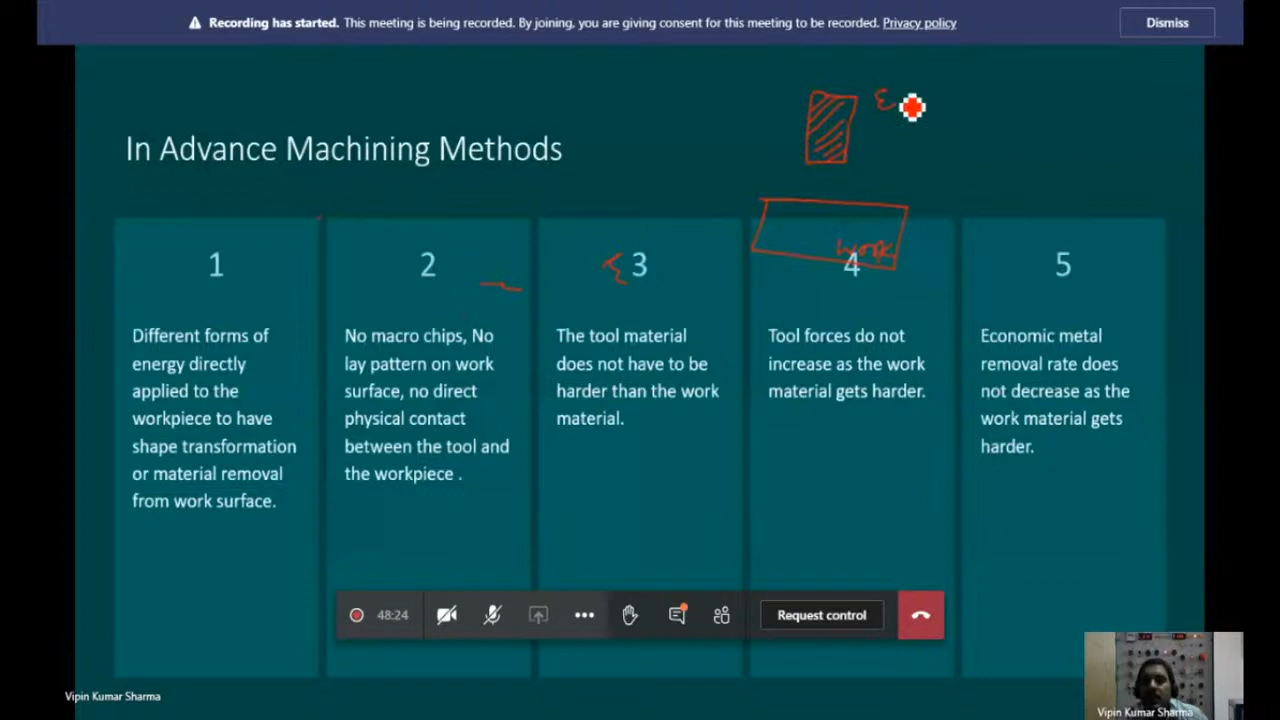 Recording has started. This meeting is being recorded. By joining, you are giving consent for this meeting to be recorded. Privacy policy
Dismiss
In Advance Machining Methods
work
1
Different forms of
energy directly
applied to the
workpiece to have
shape transformation
or material removal
from work surface.
2
No macro chips, No
lay pattern on work
surface, no direct
physical contact
between the tool and
the workpiece .
3
The tool material
does not have to be
harder than the work
material.
4
Tool forces do not
increase as the work
material gets harder.
5
Economic metal
removal rate does
not decrease as the
work material gets
harder.
48:24
Request control
Vipin Kumar Sharma
Vipin Kumar Sharma